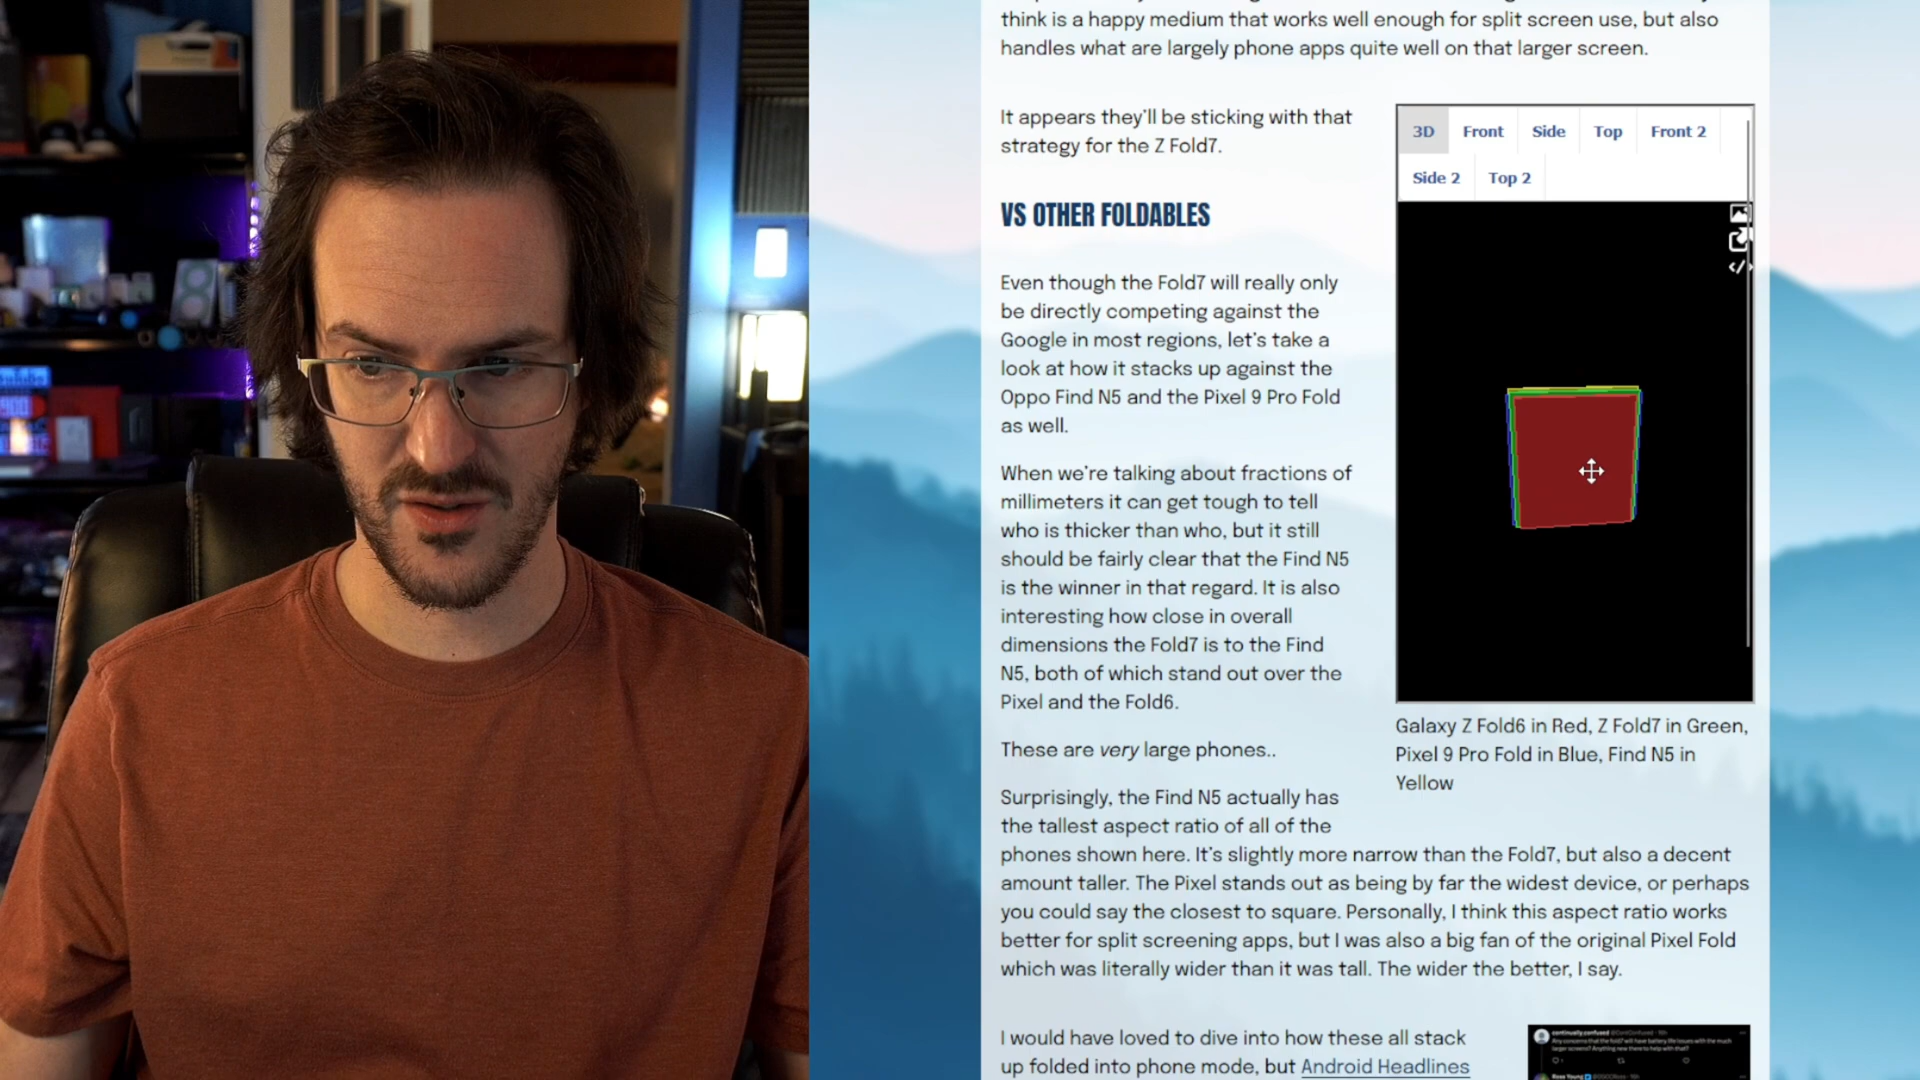 think is a happy medium that works well enough for split screen use, but also
handles what are largely phone apps quite well on that larger screen.
It appears they'll be sticking with that
strategy for the Z Fold7.
VS OTHER FOLDABLES
Even though the Fold7 will really only
be directly competing against the
Google in most regions, let's take a
look at how it stacks up against the
Oppo Find N5 and the Pixel 9 Pro Fold
as well.
When we're talking about fractions of
millimeters it can get tough to tell
who is thicker than who, but it still
should be fairly clear that the Find N5
is the winner in that regard. It is also
interesting how close in overall
dimensions the Fold7 is to the Find
N5, both of which stand out over the
Pixel and the Fold6.
These are very large phones..
Surprisingly, the Find N5 actually has
the tallest aspect ratio of all of the
phones shown here. It's slightly more narrow than the Fold7, but also a decent
amount taller. The Pixel stands out as being by far the widest device, or perhaps
you could say the closest to square. Personally, I think this aspect ratio works
better for split screening apps, but I was also a big fan of the original Pixel Fold
which was literally wider than it was tall. The wider the better, I say.
I would have loved to dive into how these all stack
up folded into phone mode, but Android Headlines
3D Front Side Top Front 2
Side 2 Top 2
</>
Galaxy Z Fold6 in Red, Z Fold7 in Green,
Pixel 9 Pro Fold in Blue, Find N5 in
Yellow